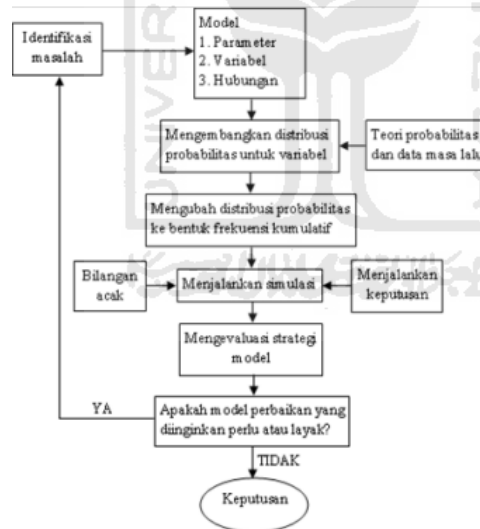 Identifikasi
masalah
Model
1. Parameter
2. Variabel
3. Hubungan
Mengembangkan distribusi
probabilitas untuk variabel
Teori probabilitas
dan data masa lalu
Mengubah distribusi probabilitas
ke bentuk frekuensi kumulatif
Bilangan
acak
Menjalankan simulasi
Menjalankan
keputusan
Mengevaluasi strategi
model
YA
Apakah model perbaikan yang
diinginkan perlu atau layak?
TIDAK
Keputusan
UNIVER